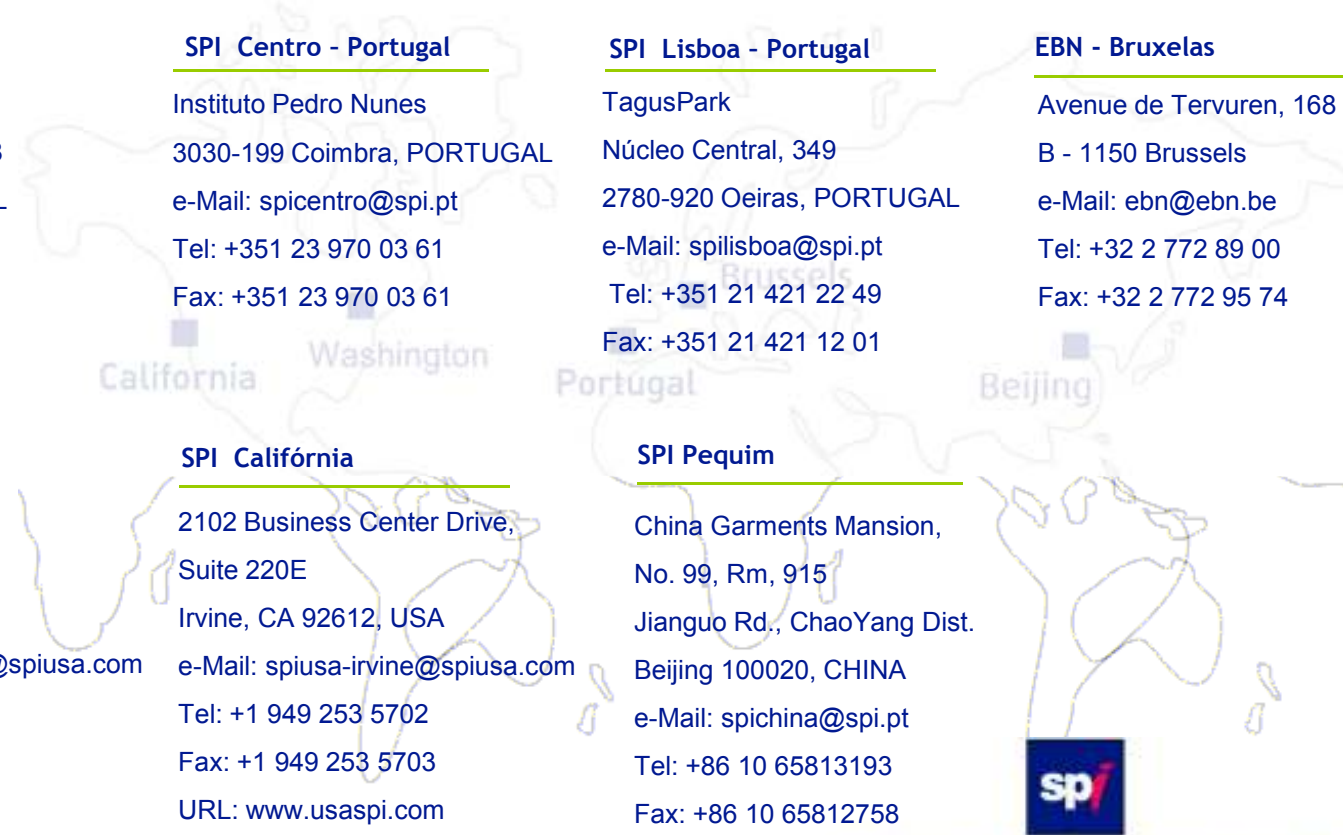 SPI Centro - Portugal
Instituto Pedro Nunes
3030-199 Coimbra, PORTUGAL
e-Mail: spicentro@spi.pt
Tel: +351 23 970 03 61
Fax: +351 23 970 03 61
SPI Lisboa - Portugal
TagusPark
Núcleo Central, 349
2780-920 Oeiras, PORTUGAL
e-Mail: spilisboa@spi.pt
Tel: +351 21 421 22 49
Fax: +351 21 421 12 01
EBN - Bruxelas
Avenue de Tervuren, 168
B - 1150 Brussels
e-Mail: ebn@ebn.be
Tel: +32 2 772 89 00
Fax: +32 2 772 95 74
California
Washington
Brussels
Portugal
Beijing
@spiusa.com
SPI Califórnia
2102 Business Center Drive,
Suite 220E
Irvine, CA 92612, USA
e-Mail: spiusa-irvine@spiusa.com
Tel: +1 949 253 5702
Fax: +1 949 253 5703
URL: www.usaspi.com
SPI Pequim
China Garments Mansion,
No. 99, Rm, 915
Jianguo Rd., ChaoYang Dist.
Beijing 100020, CHINA
e-Mail: spichina@spi.pt
Tel: +86 10 65813193
Fax: +86 10 65812758
spi